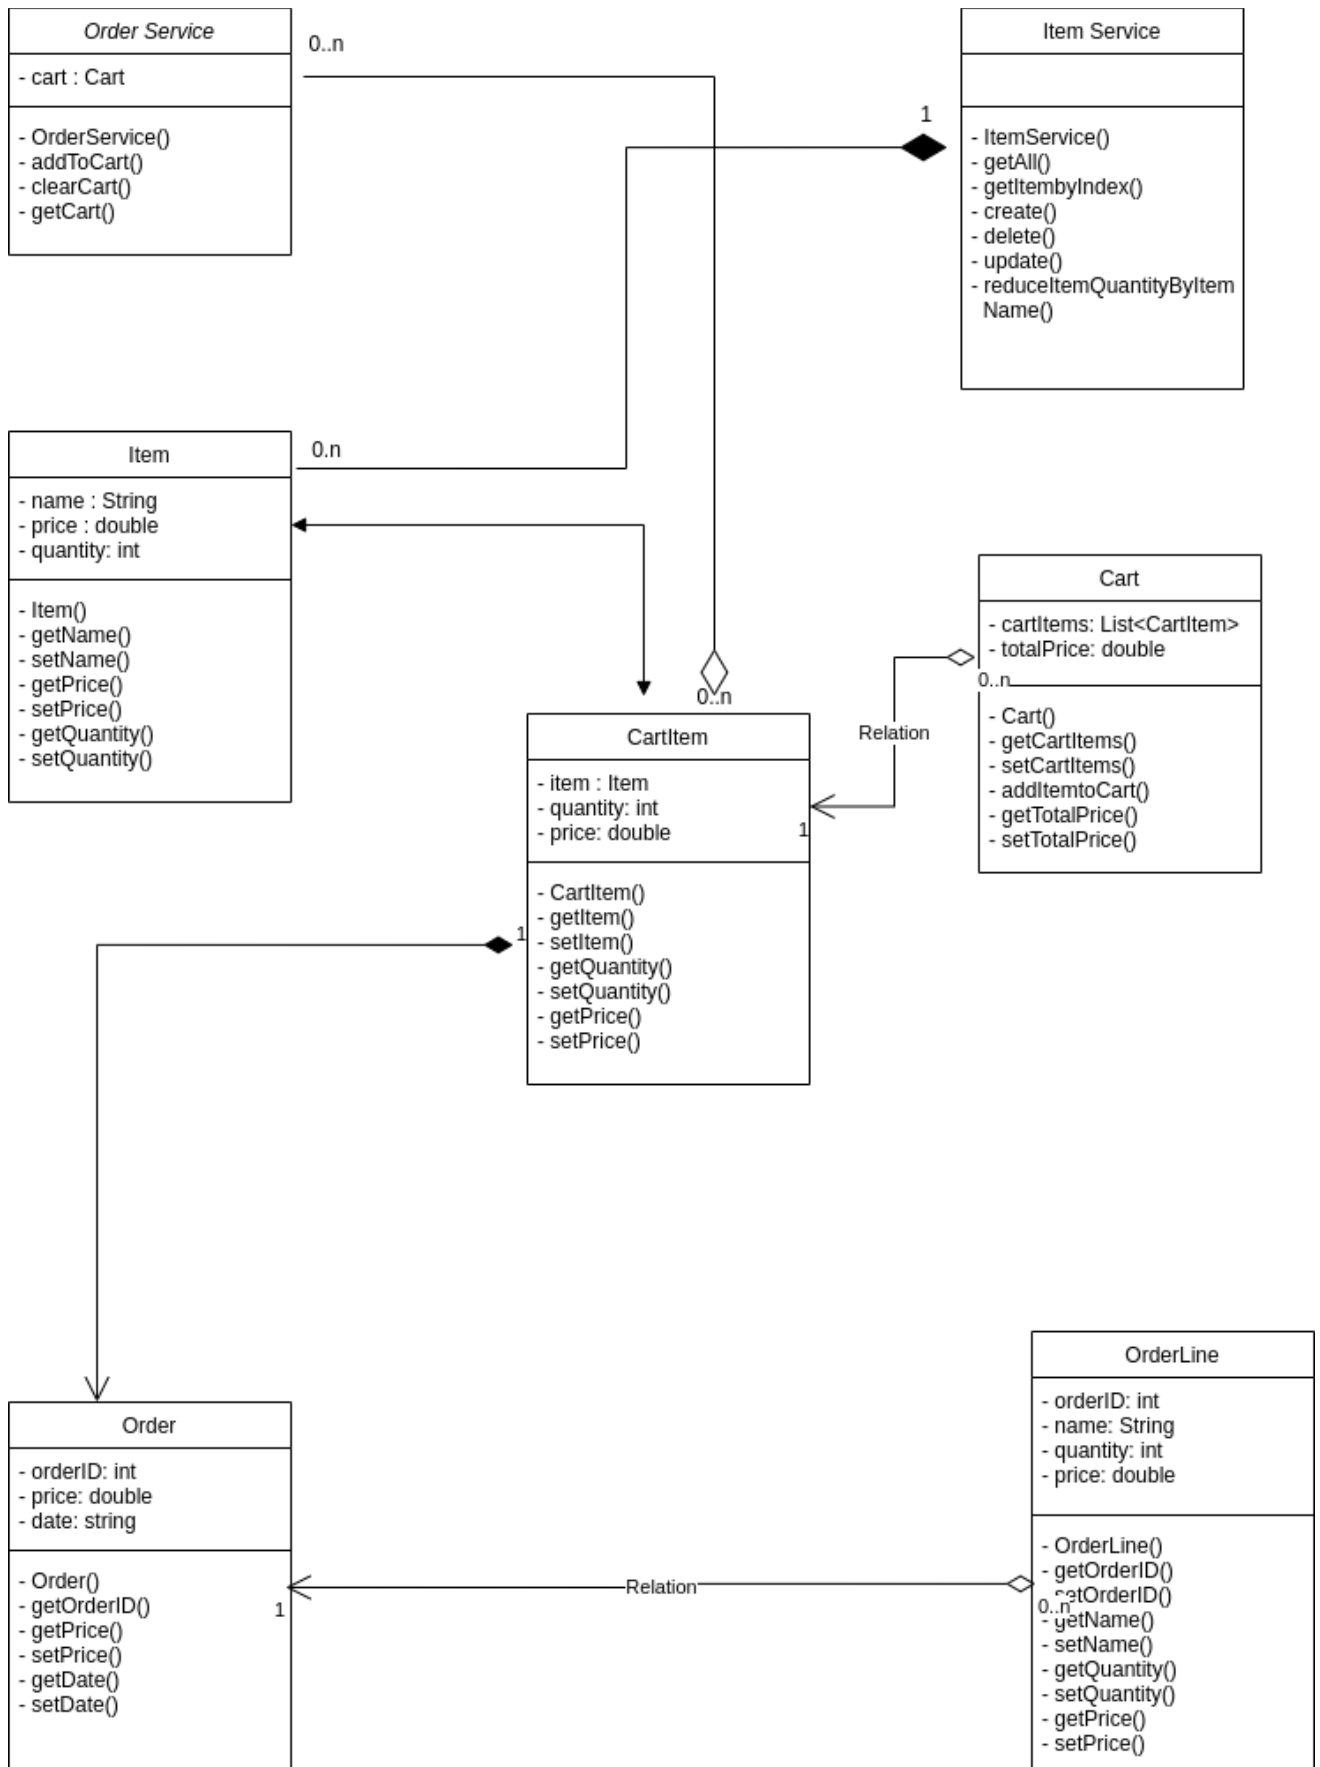 Order Service
- cart : Cart
- OrderService()
- addToCart()
- clearCart()
- getCart()
0..n
Item Service
1
- ItemService()
- getAll()
- getItembyIndex()
- create()
- delete()
- update()
- reduceItemQuantityByItem
Name()
Item
0.n
- name : String
- price : double
- quantity: int
- Item()
- getName()
- setName()
- getPrice()
- setPrice()
- getQuantity()
- setQuantity()
0..n
CartItem
- item : Item
- quantity: int
- price: double
1
- CartItem()
- getItem()
1
- setItem()
- getQuantity()
- setQuantity()
- getPrice()
- setPrice()
Relation
Cart
- cartItems: List<CartItem>
- totalPrice: double
0..n
- Cart()
- getCartItems()
- setCartItems()
- addItemtoCart()
- getTotalPrice()
- setTotalPrice()
Order
- orderID: int
- price: double
- date: string
- Order()
- getOrderID()
- getPrice()
- setPrice()
- getDate()
- setDate()
1
Relation
OrderLine
- orderID: int
- name: String
- quantity: int
- price: double
- OrderLine()
- getOrderID()
- setOrderID()
0..n
- getName()
- setName()
- getQuantity()
- setQuantity()
- getPrice()
- setPrice()